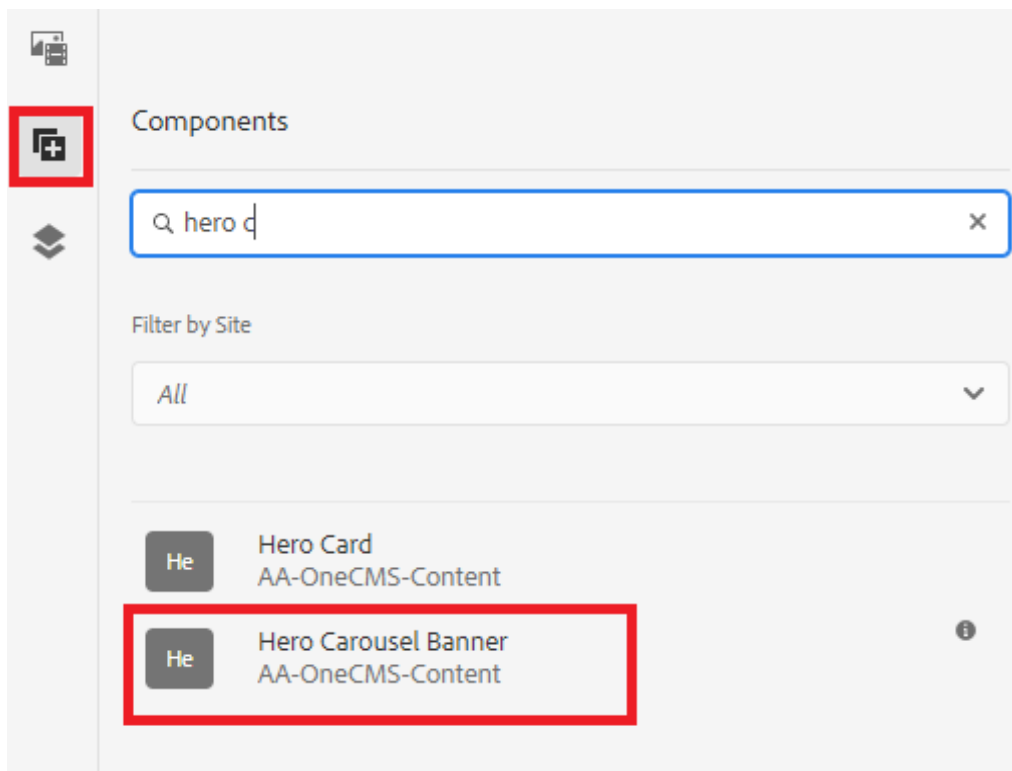 Components
hero c
Filter by Site
All
He
Hero Card
AA-OneCMS-Content
He
Hero Carousel Banner
AA-OneCMS-Content